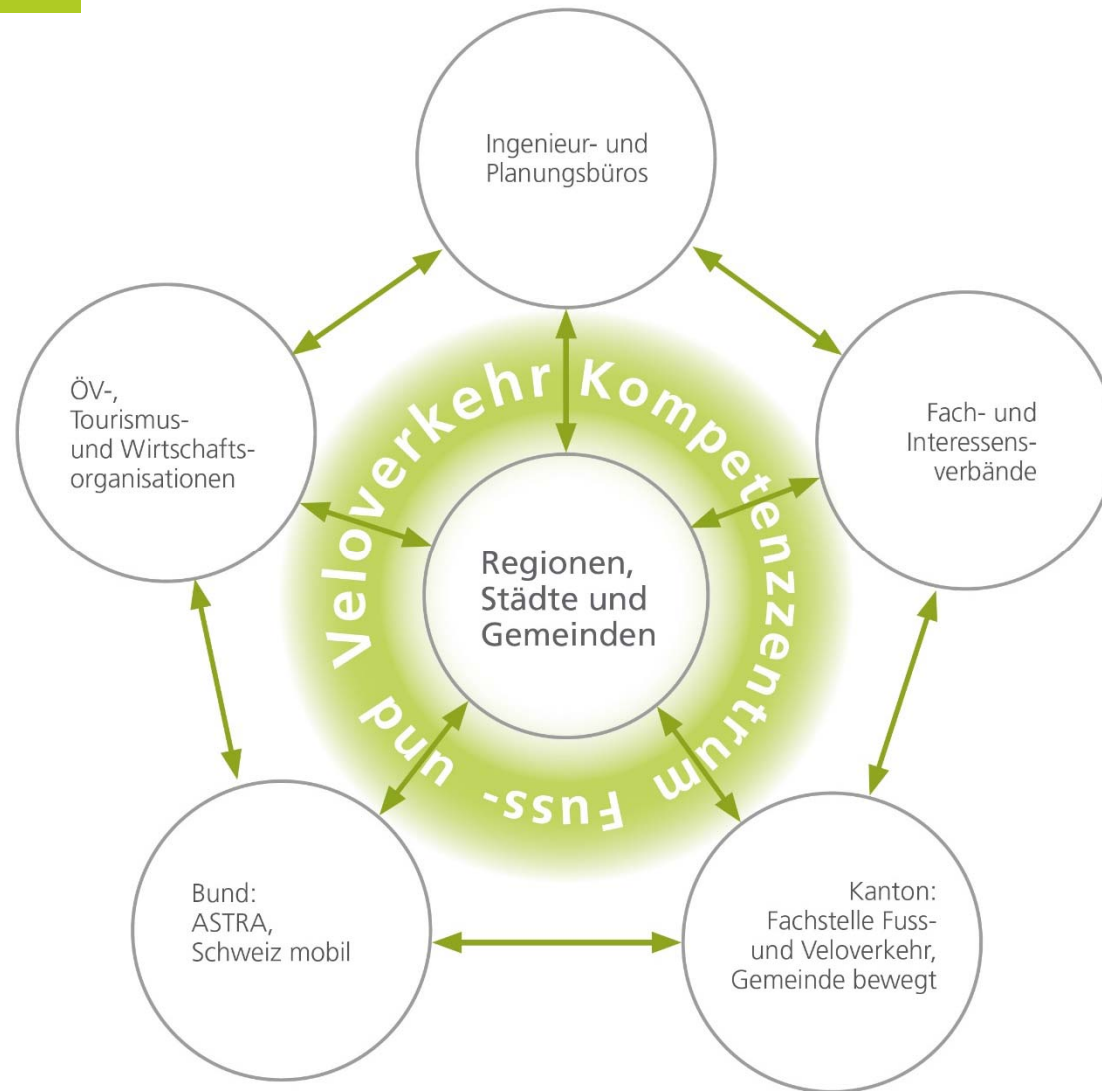 Ingenieur- und
Planungsbüros
ÖV-,
Tourismus-
und Wirtschafts-
organisationen
Fach- und
Interessens-
verbände
Kompetenzzentrum Fuss- und Veloverkehr
Regionen,
Städte und
Gemeinden
Bund:
ASTRA,
Schweiz mobil
Kanton:
Fachstelle Fuss-
und Veloverkehr,
Gemeinde bewegt